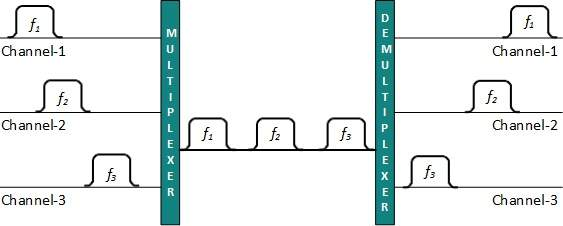 f₁
Channel-1
f₂
Channel-2
f₃
Channel-3
MULTIPLEXER
f₁ f₂ f₃
DEMULTIPLEXER
f₁
Channel-1
f₂
Channel-2
f₃
Channel-3